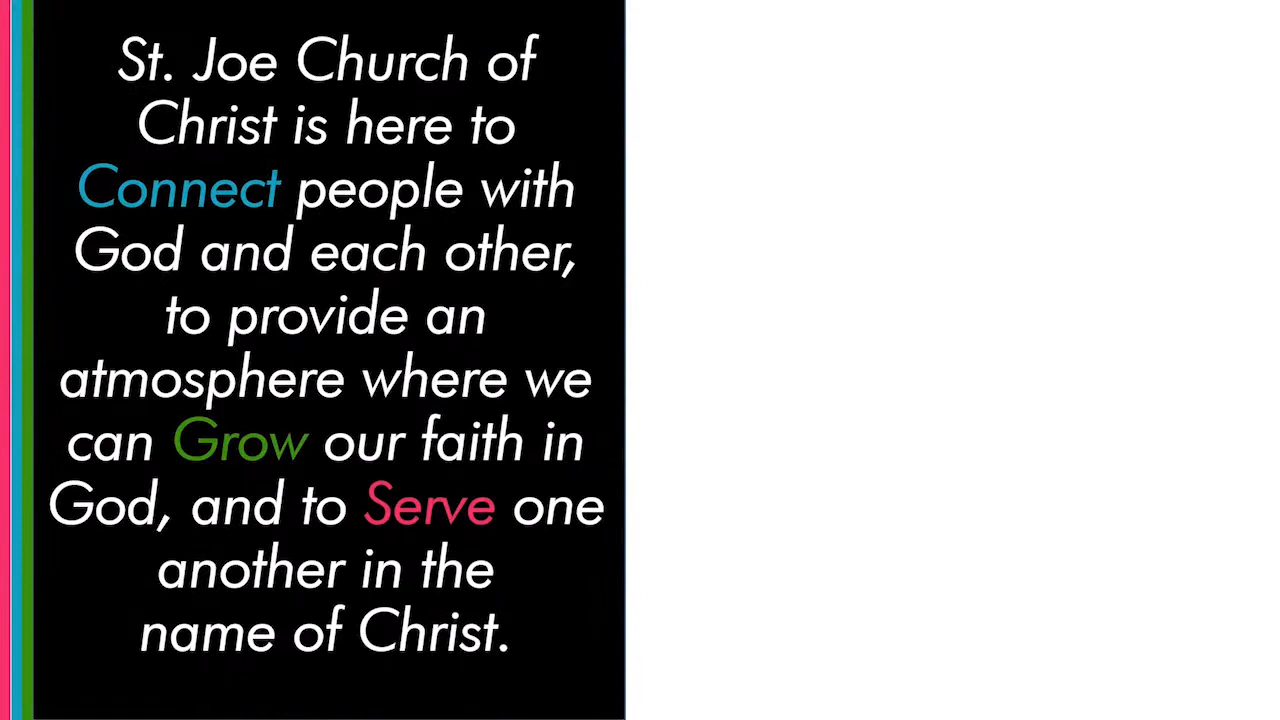 St. Joe Church of
Christ is here to
Connect people with
God and each other,
to provide an
atmosphere where we
can Grow our faith in
God, and to Serve one
another in the
name of Christ.